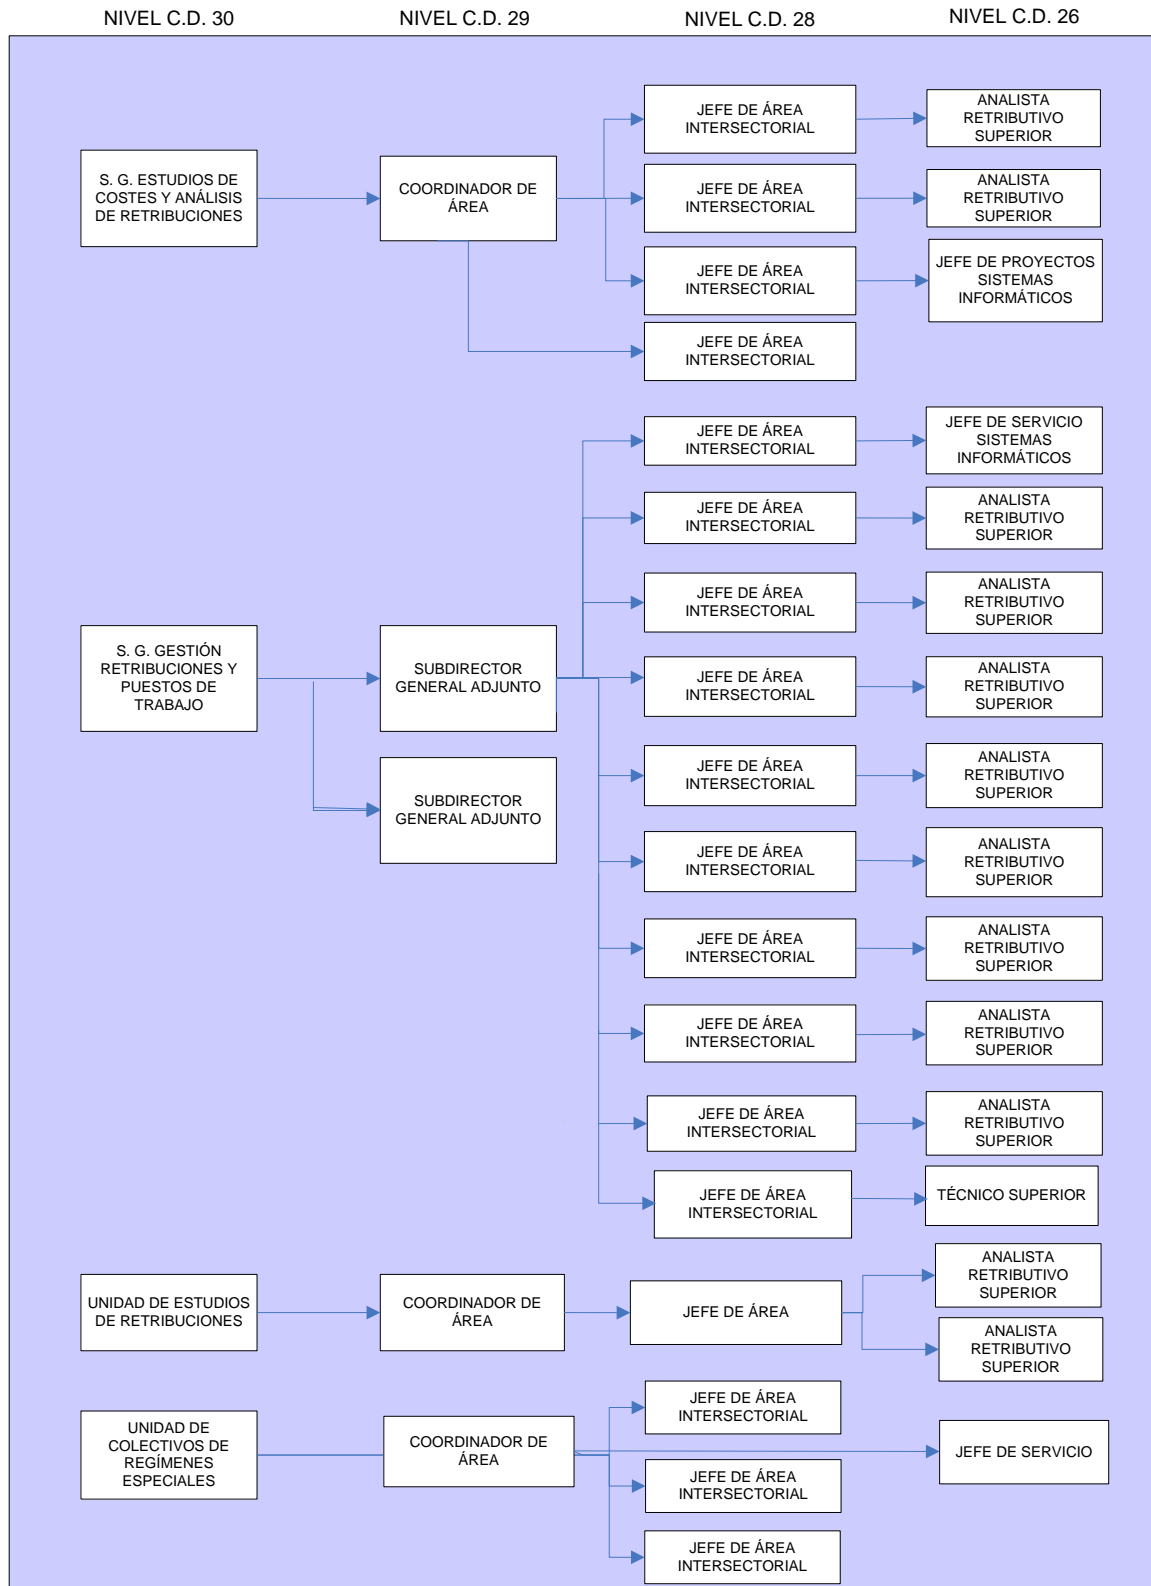 NIVEL C.D. 30
NIVEL C.D. 29
NIVEL C.D. 28
NIVEL C.D. 26
S. G. ESTUDIOS DE
COSTES Y ANÁLISIS
DE RETRIBUCIONES
COORDINADOR DE
ÁREA
JEFE DE ÁREA
INTERSECTORIAL
ANALISTA
RETRIBUTIVO
SUPERIOR
JEFE DE ÁREA
INTERSECTORIAL
ANALISTA
RETRIBUTIVO
SUPERIOR
JEFE DE ÁREA
INTERSECTORIAL
JEFE DE PROYECTOS
SISTEMAS
INFORMÁTICOS
JEFE DE ÁREA
INTERSECTORIAL
S. G. GESTIÓN
RETRIBUCIONES Y
PUESTOS DE
TRABAJO
SUBDIRECTOR
GENERAL ADJUNTO
SUBDIRECTOR
GENERAL ADJUNTO
JEFE DE ÁREA
INTERSECTORIAL
JEFE DE SERVICIO
SISTEMAS
INFORMÁTICOS
JEFE DE ÁREA
INTERSECTORIAL
ANALISTA
RETRIBUTIVO
SUPERIOR
JEFE DE ÁREA
INTERSECTORIAL
ANALISTA
RETRIBUTIVO
SUPERIOR
JEFE DE ÁREA
INTERSECTORIAL
ANALISTA
RETRIBUTIVO
SUPERIOR
JEFE DE ÁREA
INTERSECTORIAL
ANALISTA
RETRIBUTIVO
SUPERIOR
JEFE DE ÁREA
INTERSECTORIAL
ANALISTA
RETRIBUTIVO
SUPERIOR
JEFE DE ÁREA
INTERSECTORIAL
ANALISTA
RETRIBUTIVO
SUPERIOR
JEFE DE ÁREA
INTERSECTORIAL
ANALISTA
RETRIBUTIVO
SUPERIOR
JEFE DE ÁREA
INTERSECTORIAL
ANALISTA
RETRIBUTIVO
SUPERIOR
JEFE DE ÁREA
INTERSECTORIAL
TÉCNICO SUPERIOR
UNIDAD DE ESTUDIOS
DE RETRIBUCIONES
COORDINADOR DE
ÁREA
JEFE DE ÁREA
ANALISTA
RETRIBUTIVO
SUPERIOR
ANALISTA
RETRIBUTIVO
SUPERIOR
UNIDAD DE
COLECTIVOS DE
REGÍMENES
ESPECIALES
COORDINADOR DE
ÁREA
JEFE DE ÁREA
INTERSECTORIAL
JEFE DE SERVICIO
JEFE DE ÁREA
INTERSECTORIAL
JEFE DE ÁREA
INTERSECTORIAL